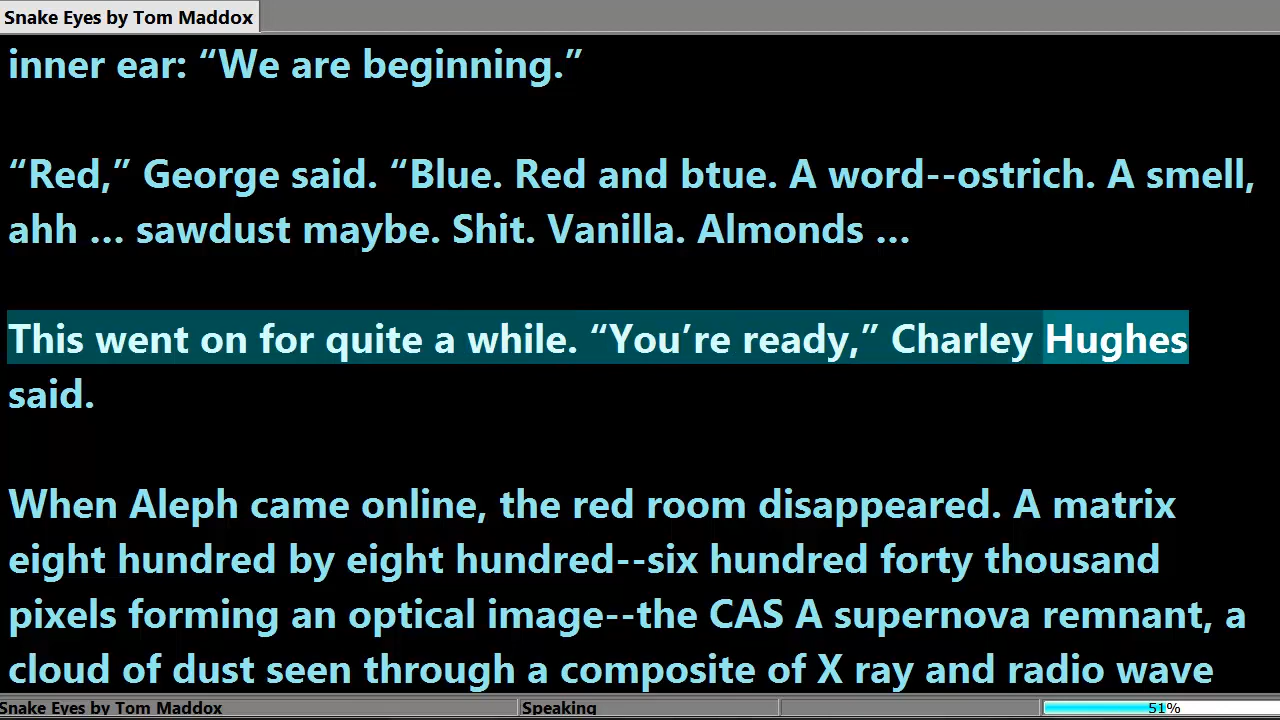 Snake Eyes by Tom Maddox
inner ear: “We are beginning.”
“Red,” George said. “Blue. Red and btue. A word--ostrich. A smell,
ahh ... sawdust maybe. Shit. Vanilla. Almonds ...
This went on for quite a while. “You’re ready,” Charley Hughes
said.
When Aleph came online, the red room disappeared. A matrix
eight hundred by eight hundred--six hundred forty thousand
pixels forming an optical image--the CAS A supernova remnant, a
cloud of dust seen through a composite of X ray and radio wave
Snake Eyes by Tom Maddox Speaking 51%